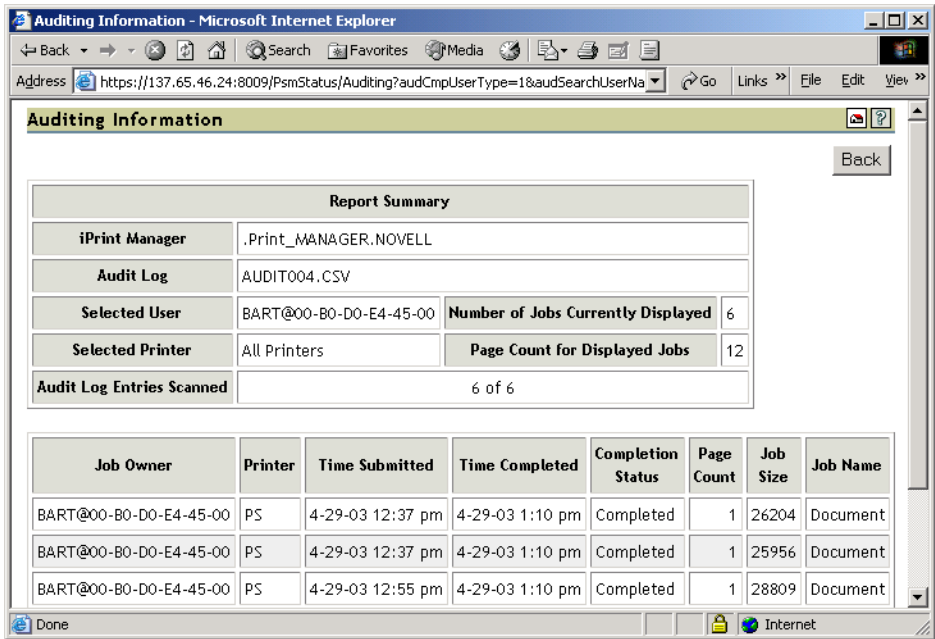 Auditing Information - Microsoft Internet Explorer
Back Search Favorites Media
Address https://137.65.46.24:8009/PsmStatus/Auditing?audCmpUserType=1&audSearchUserNa Go Links » File Edit View »
Auditing Information
Back
Report Summary
iPrint Manager .Print_MANAGER.NOVELL
Audit Log AUDIT004.CSV
Selected User BART@00-B0-D0-E4-45-00 Number of Jobs Currently Displayed 6
Selected Printer All Printers Page Count for Displayed Jobs 12
Audit Log Entries Scanned 6 of 6
Job Owner Printer Time Submitted Time Completed Completion Status Page Count Job Size Job Name
BART@00-B0-D0-E4-45-00 PS 4-29-03 12:37 pm 4-29-03 1:10 pm Completed 1 26204 Document
BART@00-B0-D0-E4-45-00 PS 4-29-03 12:37 pm 4-29-03 1:10 pm Completed 1 25956 Document
BART@00-B0-D0-E4-45-00 PS 4-29-03 12:55 pm 4-29-03 1:10 pm Completed 1 28809 Document
Done Internet